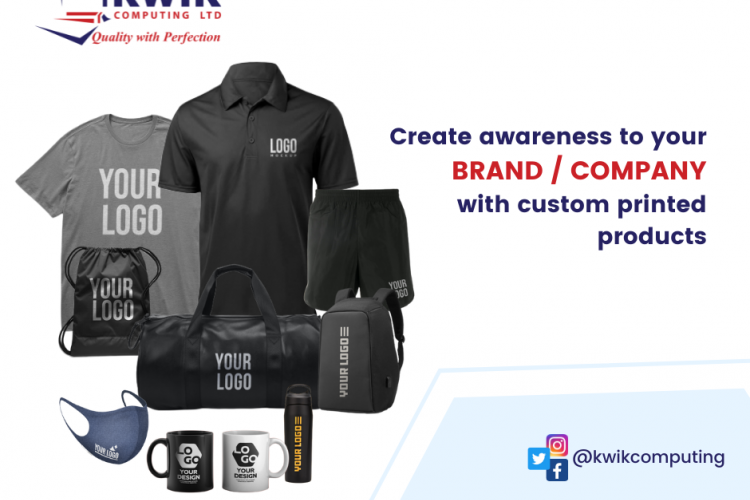 KWIK
COMPUTING LTD
Quality with Perfection
Create awareness to your
BRAND / COMPANY
with custom printed
products
YOUR
LOGO
LOGO
MOCKUP
YOUR
LOGO
YOUR
LOGO
YOUR
LOGO
YOUR LOGO
YOUR LOGO
LOGO
YOUR
DESIGN
LOGO
YOUR
DESIGN
YOUR LOGO
@kwikcomputing